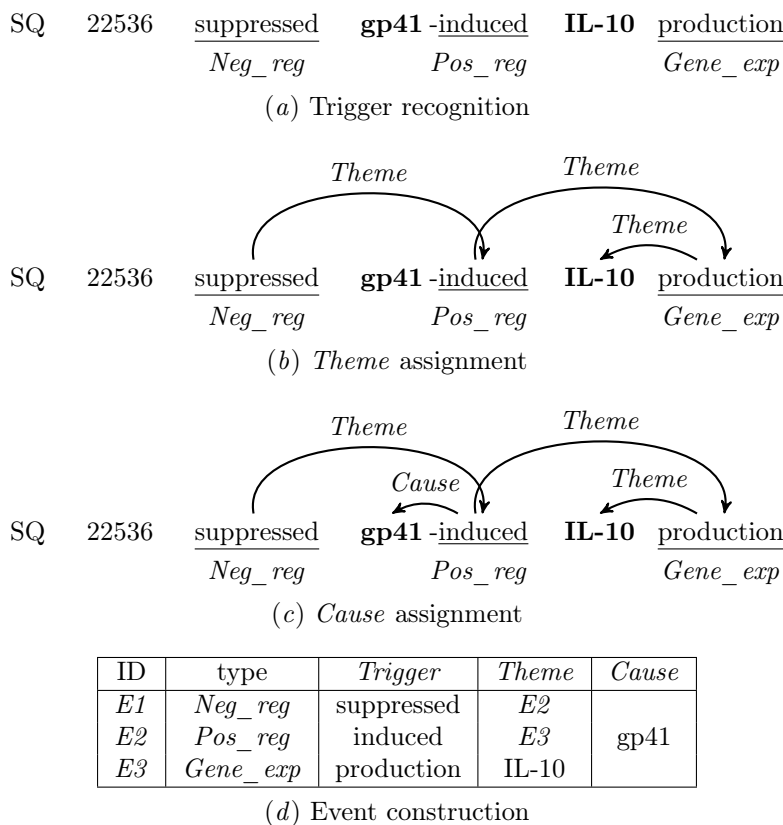 SQ 22536 suppressed gp41 -induced IL-10 production
Neg_reg Pos_reg Gene_exp
(a) Trigger recognition
Theme Theme
Theme
SQ 22536 suppressed gp41 -induced IL-10 production
Neg_reg Pos_reg Gene_exp
(b) Theme assignment
Theme Theme
Cause Theme
SQ 22536 suppressed gp41 -induced IL-10 production
Neg_reg Pos_reg Gene_exp
(c) Cause assignment
ID type Trigger Theme Cause
E1 Neg_reg suppressed E2
E2 Pos_reg induced E3 gp41
E3 Gene_exp production IL-10
(d) Event construction